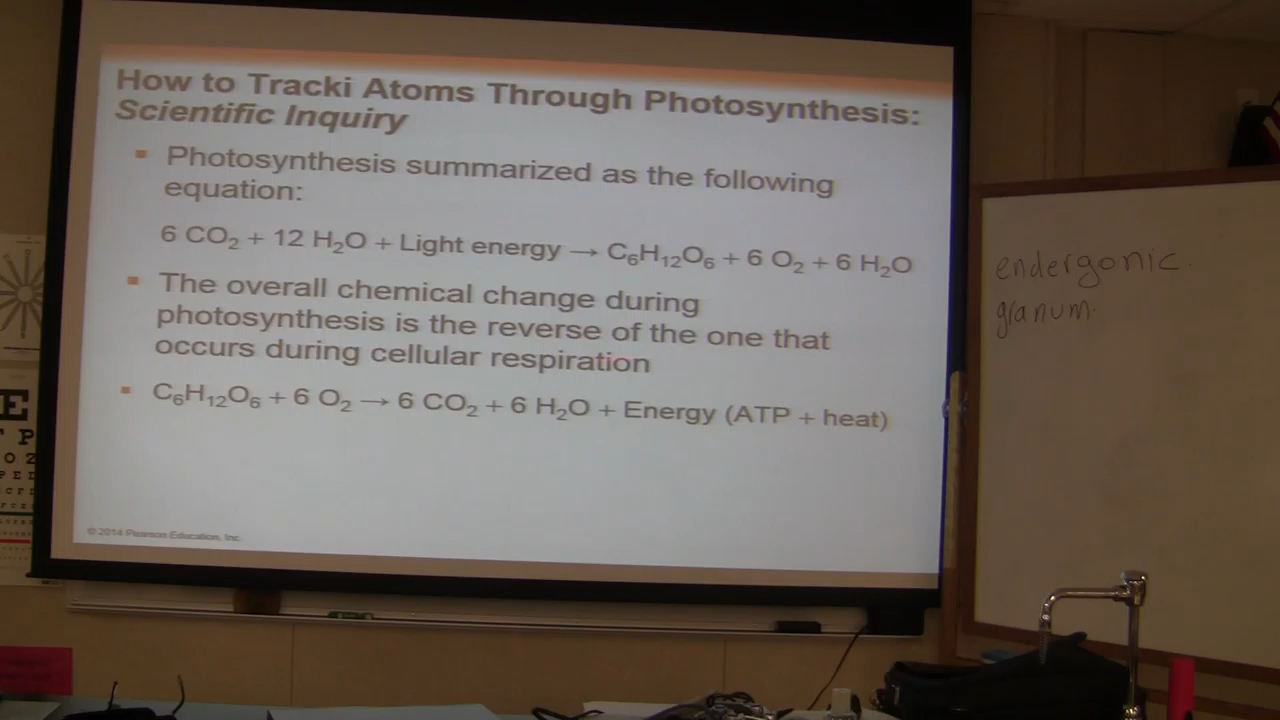 How to Tracki Atoms Through Photosynthesis:
Scientific Inquiry
Photosynthesis summarized as the following
equation:
6 CO₂ + 12 H₂O + Light energy → C₆H₁₂O₆ + 6 O₂ + 6 H₂O
The overall chemical change during
photosynthesis is the reverse of the one that
occurs during cellular respiration
C₆H₁₂O₆ + 6 O₂ → 6 CO₂ + 6 H₂O + Energy (ATP + heat)
© 2014 Pearson Education, Inc.
endergonic.
granum.
E
T P
O Z
P E D